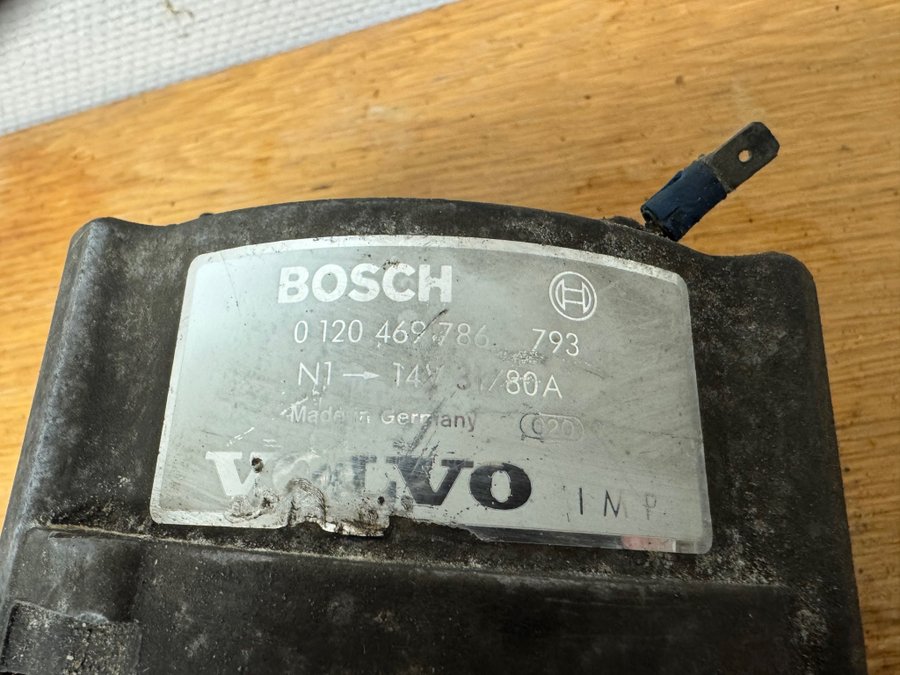 BOSCH
0 120 469 786 793
N1 → 14V 31/80A
Made in Germany 020
VOLVO IMP